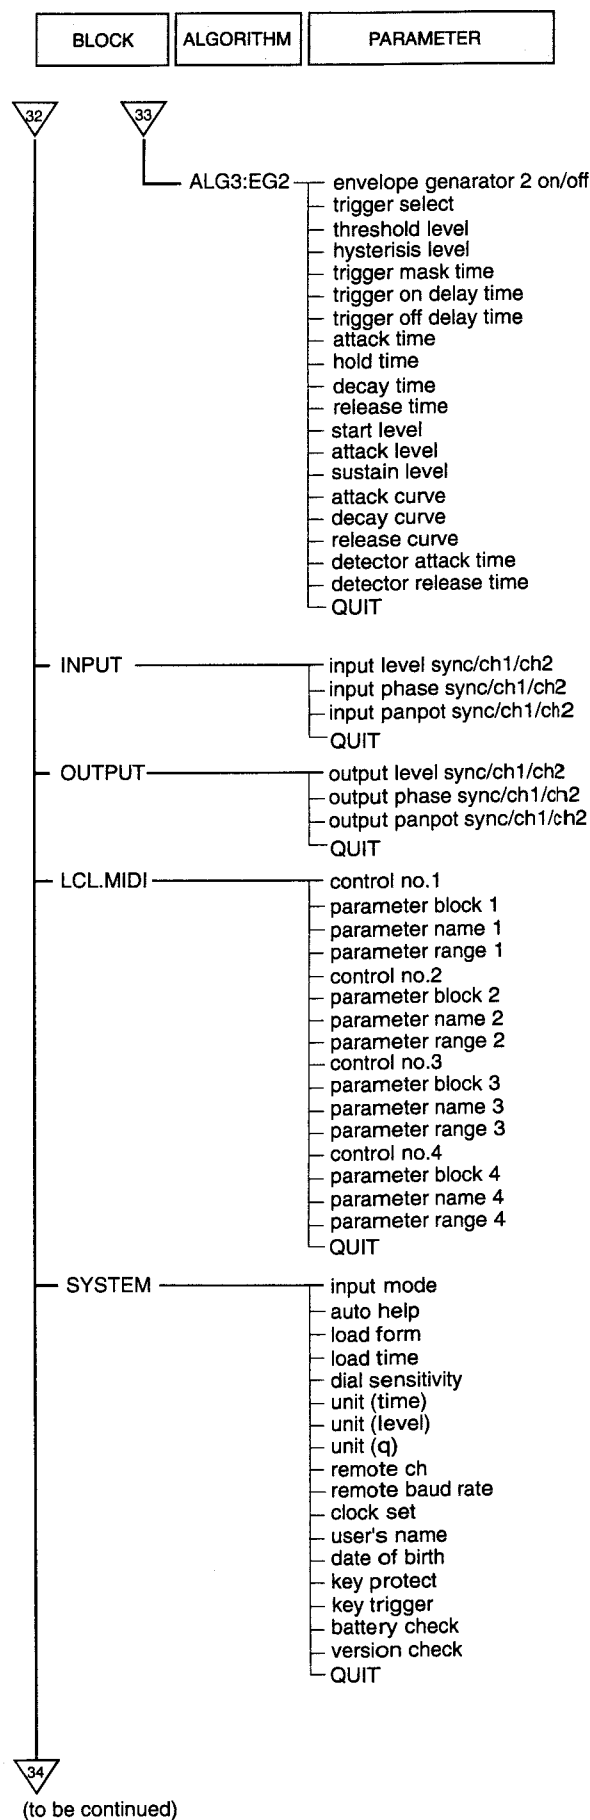 BLOCK ALGORITHM PARAMETER
32 33
ALG3:EG2 envelope genarator 2 on/off
trigger select
threshold level
hysterisis level
trigger mask time
trigger on delay time
trigger off delay time
attack time
hold time
decay time
release time
start level
attack level
sustain level
attack curve
decay curve
release curve
detector attack time
detector release time
QUIT
INPUT input level sync/ch1/ch2
input phase sync/ch1/ch2
input panpot sync/ch1/ch2
QUIT
OUTPUT output level sync/ch1/ch2
output phase sync/ch1/ch2
output panpot sync/ch1/ch2
QUIT
LCL.MIDI control no.1
parameter block 1
parameter name 1
parameter range 1
control no.2
parameter block 2
parameter name 2
parameter range 2
control no.3
parameter block 3
parameter name 3
parameter range 3
control no.4
parameter block 4
parameter name 4
parameter range 4
QUIT
SYSTEM input mode
auto help
load form
load time
dial sensitivity
unit (time)
unit (level)
unit (q)
remote ch
remote baud rate
clock set
user's name
date of birth
key protect
key trigger
battery check
version check
QUIT
34
(to be continued)